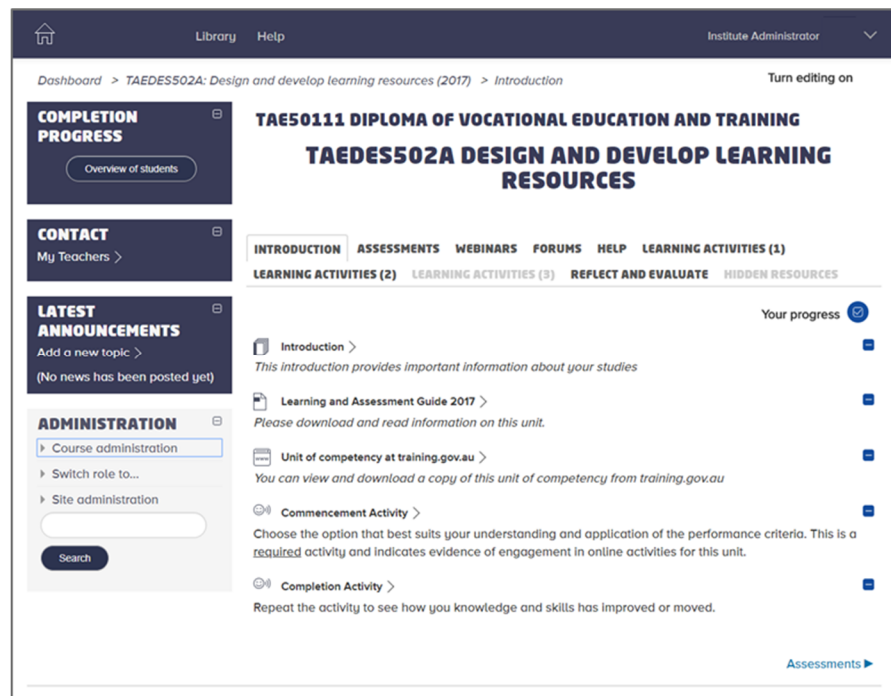 Library Help Institute Administrator
Dashboard > TAEDES502A: Design and develop learning resources (2017) > Introduction Turn editing on
COMPLETION
PROGRESS
Overview of students
CONTACT
My Teachers >
LATEST
ANNOUNCEMENTS
Add a new topic >
(No news has been posted yet)
ADMINISTRATION
Course administration
Switch role to...
Site administration
Search
TAE50111 DIPLOMA OF VOCATIONAL EDUCATION AND TRAINING
TAEDES502A DESIGN AND DEVELOP LEARNING
RESOURCES
INTRODUCTION ASSESSMENTS WEBINARS FORUMS HELP LEARNING ACTIVITIES (1)
LEARNING ACTIVITIES (2) LEARNING ACTIVITIES (3) REFLECT AND EVALUATE HIDDEN RESOURCES
Your progress
Introduction >
This introduction provides important information about your studies
Learning and Assessment Guide 2017 >
Please download and read information on this unit.
Unit of competency at training.gov.au >
You can view and download a copy of this unit of competency from training.gov.au
Commencement Activity >
Choose the option that best suits your understanding and application of the performance criteria. This is a
required activity and indicates evidence of engagement in online activities for this unit.
Completion Activity >
Repeat the activity to see how you knowledge and skills has improved or moved.
Assessments